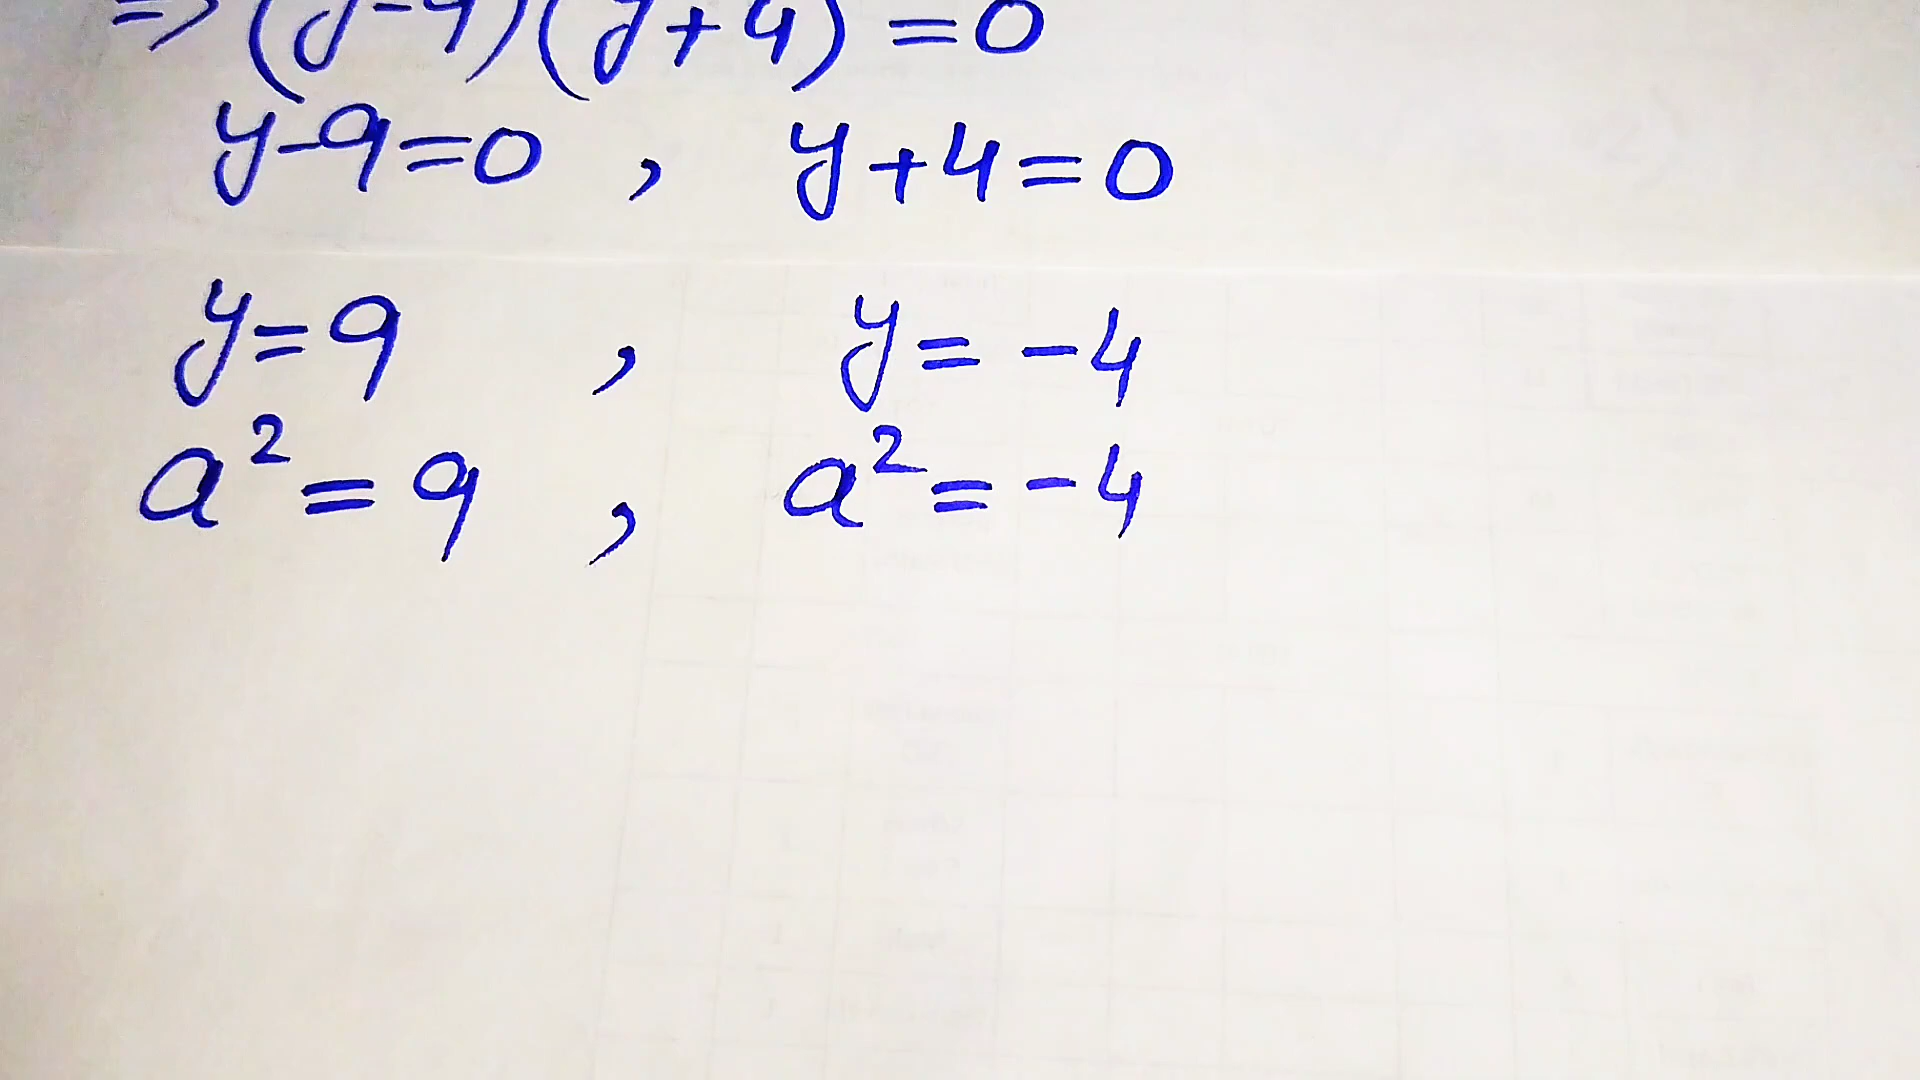 => (y-9)(y+4) = 0
y-9=0 , y+4=0
y=9 , y= -4
a² = 9 , a² = -4